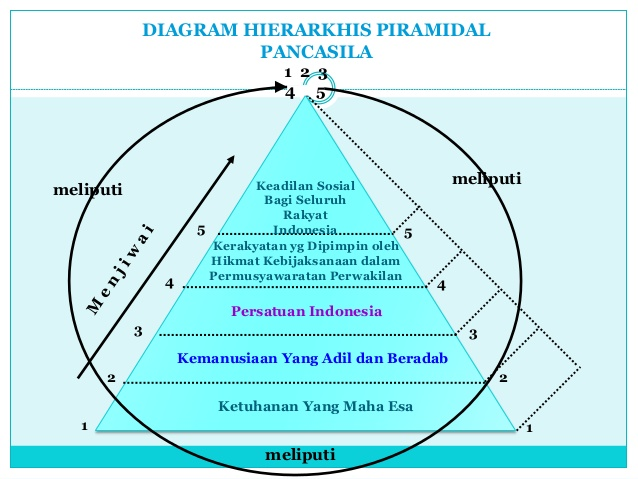 DIAGRAM HIERARKHIS PIRAMIDAL
PANCASILA
1 2 3
4 5
meliputi
meliputi
Menjiwai
Keadilan Sosial
Bagi Seluruh
Rakyat
Indonesia
5
5
Kerakyatan yg Dipimpin oleh
Hikmat Kebijaksanaan dalam
Permusyawaratan Perwakilan
4
4
Persatuan Indonesia
3
3
Kemanusiaan Yang Adil dan Beradab
2
2
Ketuhanan Yang Maha Esa
1
1
meliputi